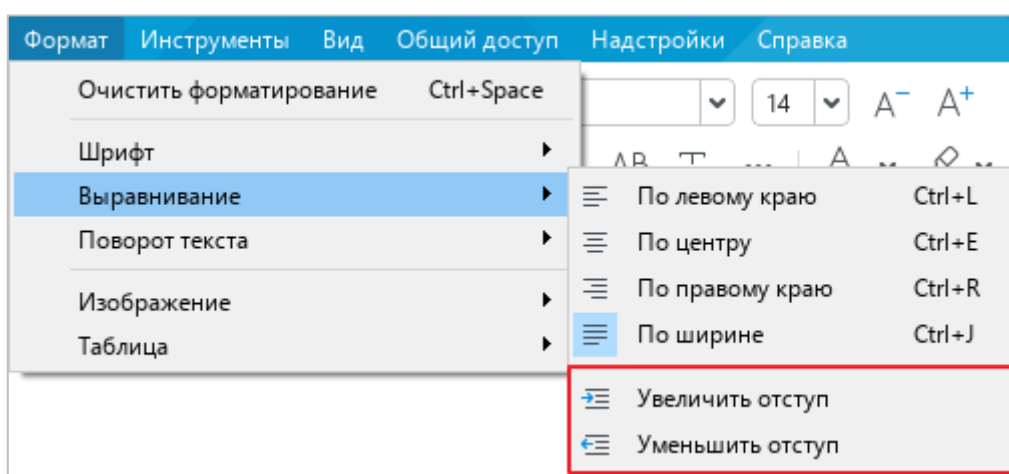 Формат Инструменты Вид Общий доступ Надстройки Справка
Очистить форматирование Ctrl+Space
14 A⁻ A⁺
Шрифт
Выравнивание
Поворот текста
Изображение
Таблица
По левому краю Ctrl+L
По центру Ctrl+E
По правому краю Ctrl+R
По ширине Ctrl+J
Увеличить отступ
Уменьшить отступ